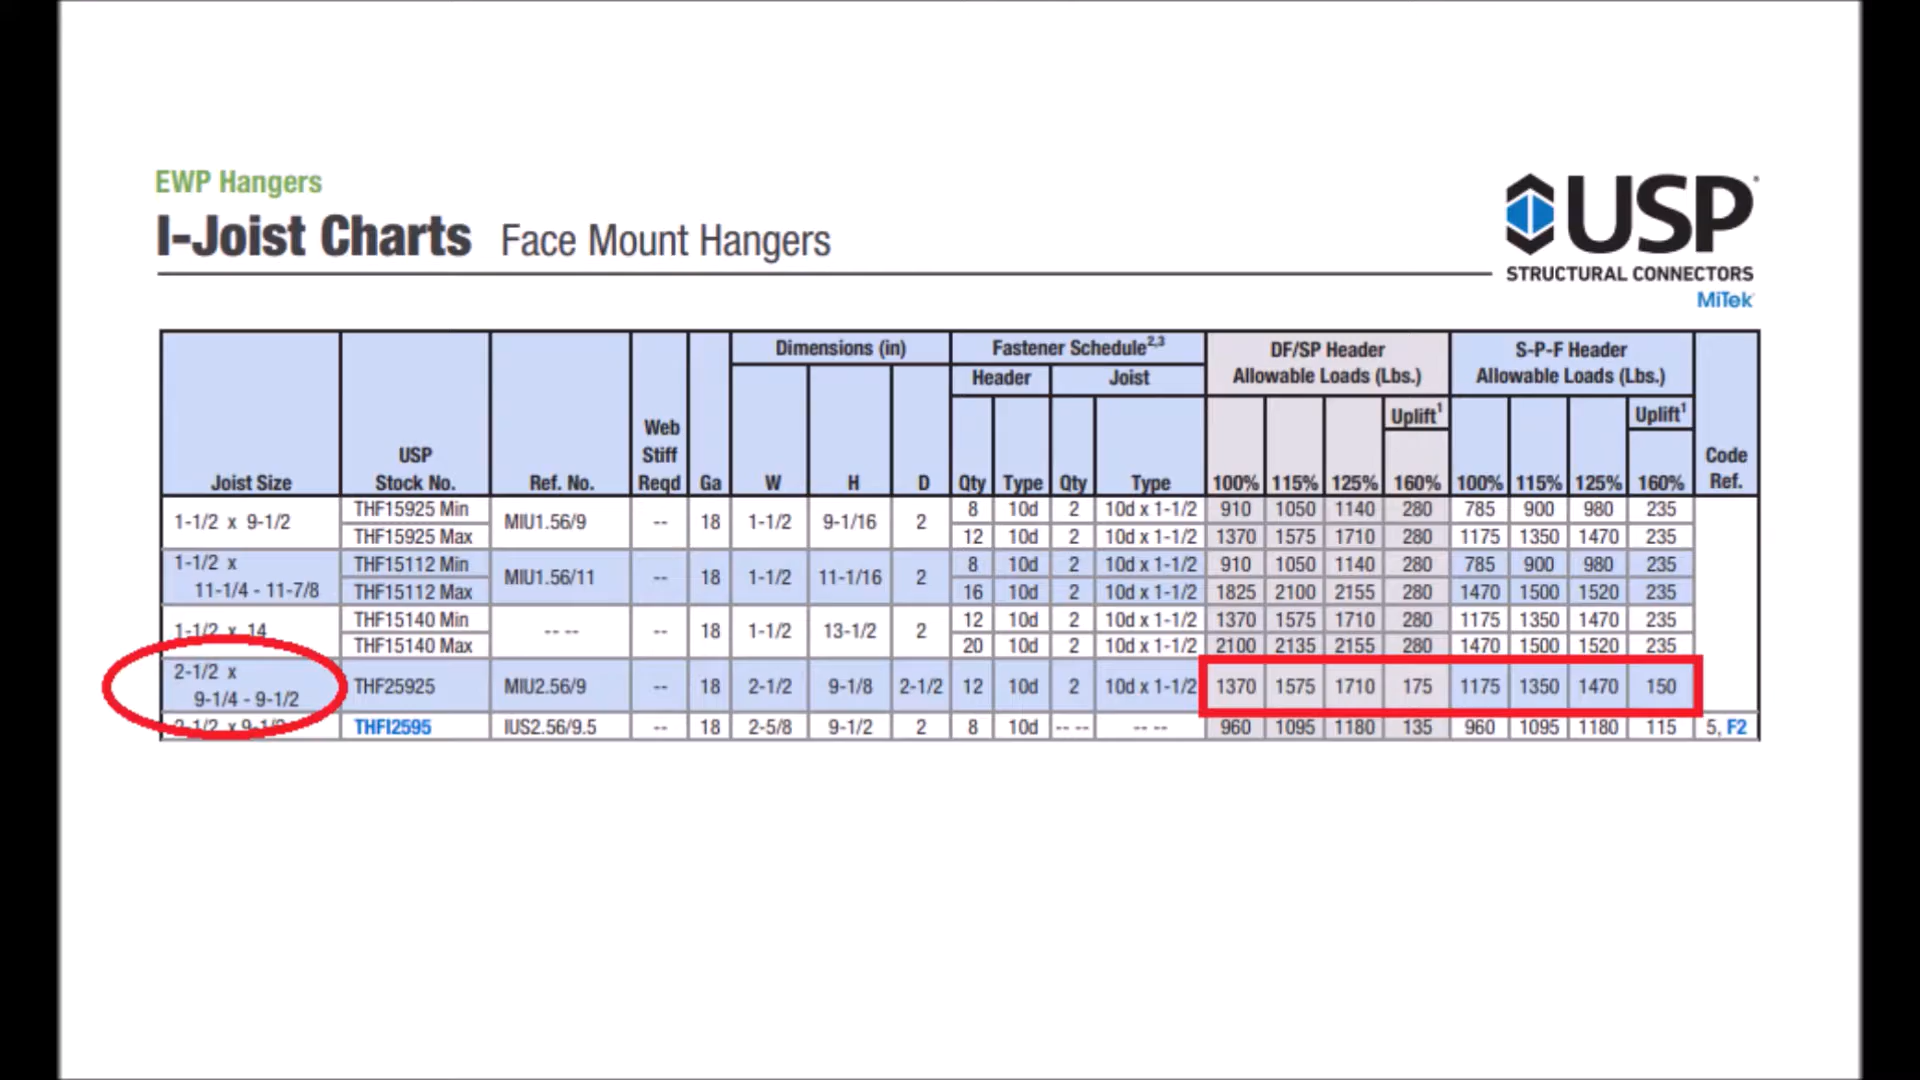 EWP Hangers
I-Joist Charts Face Mount Hangers
USP
STRUCTURAL CONNECTORS
MiTek
Joist Size USP Stock No. Ref. No. Web Stiff Reqd Ga Dimensions (in) Fastener Schedule2,3 DF/SP Header Allowable Loads (Lbs.) S-P-F Header Allowable Loads (Lbs.) Code Ref.
Header Joist
W H D Qty Type Qty Type 100% 115% 125% Uplift1 160% 100% 115% 125% Uplift1 160%
1-1/2 x 9-1/2 THF15925 Min MIU1.56/9 -- 18 1-1/2 9-1/16 2 8 10d 2 10d x 1-1/2 910 1050 1140 280 785 900 980 235
THF15925 Max 12 10d 2 10d x 1-1/2 1370 1575 1710 280 1175 1350 1470 235
1-1/2 x 11-1/4 - 11-7/8 THF15112 Min MIU1.56/11 -- 18 1-1/2 11-1/16 2 8 10d 2 10d x 1-1/2 910 1050 1140 280 785 900 980 235
THF15112 Max 16 10d 2 10d x 1-1/2 1825 2100 2155 280 1470 1500 1520 235
1-1/2 x 14 THF15140 Min -- -- -- 18 1-1/2 13-1/2 2 12 10d 2 10d x 1-1/2 1370 1575 1710 280 1175 1350 1470 235
THF15140 Max 20 10d 2 10d x 1-1/2 2100 2135 2155 280 1470 1500 1520 235
2-1/2 x 9-1/4 - 9-1/2 THF25925 MIU2.56/9 -- 18 2-1/2 9-1/8 2-1/2 12 10d 2 10d x 1-1/2 1370 1575 1710 175 1175 1350 1470 150
2-1/2 x 9-1/2 THFI2595 IUS2.56/9.5 -- 18 2-5/8 9-1/2 2 8 10d -- -- -- -- 960 1095 1180 135 960 1095 1180 115 5, F2